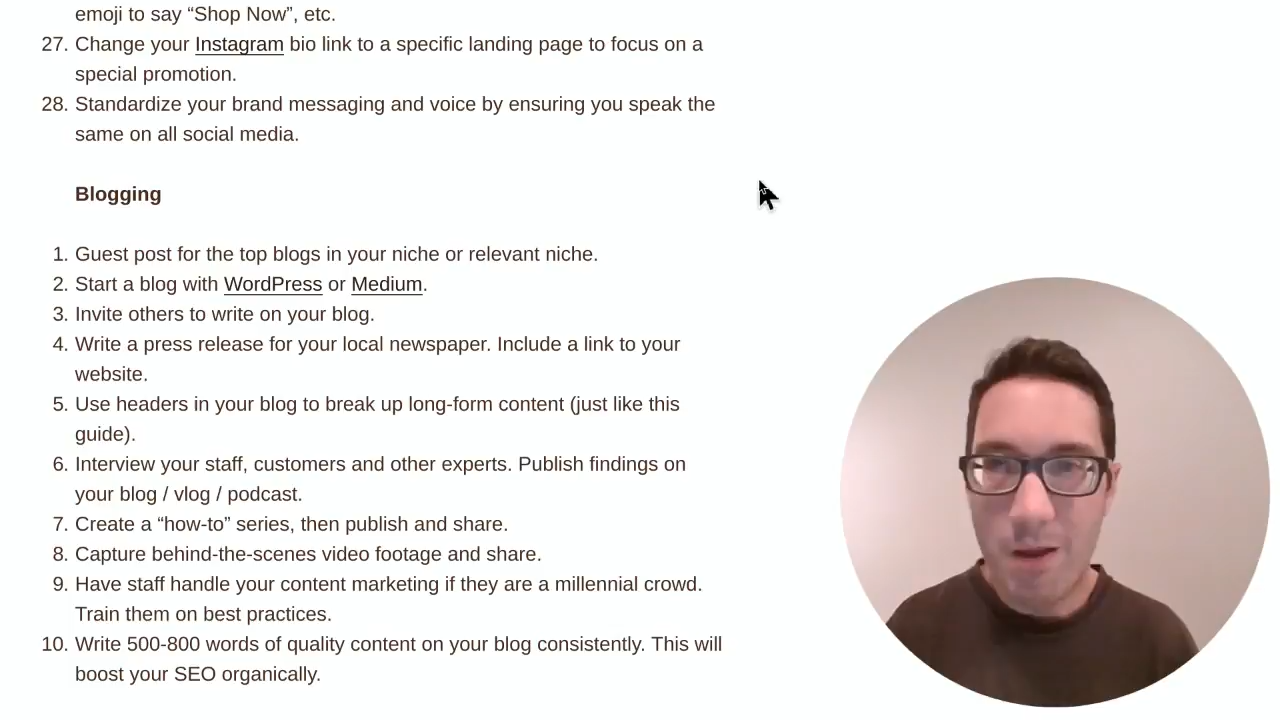 emoji to say “Shop Now”, etc.
27. Change your Instagram bio link to a specific landing page to focus on a
special promotion.
28. Standardize your brand messaging and voice by ensuring you speak the
same on all social media.
Blogging
1. Guest post for the top blogs in your niche or relevant niche.
2. Start a blog with WordPress or Medium.
3. Invite others to write on your blog.
4. Write a press release for your local newspaper. Include a link to your
website.
5. Use headers in your blog to break up long-form content (just like this
guide).
6. Interview your staff, customers and other experts. Publish findings on
your blog / vlog / podcast.
7. Create a “how-to” series, then publish and share.
8. Capture behind-the-scenes video footage and share.
9. Have staff handle your content marketing if they are a millennial crowd.
Train them on best practices.
10. Write 500-800 words of quality content on your blog consistently. This will
boost your SEO organically.